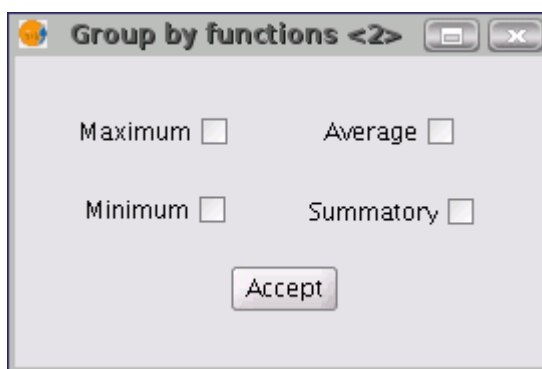 Group by functions <2>
Maximum Average
Minimum Summatory
Accept